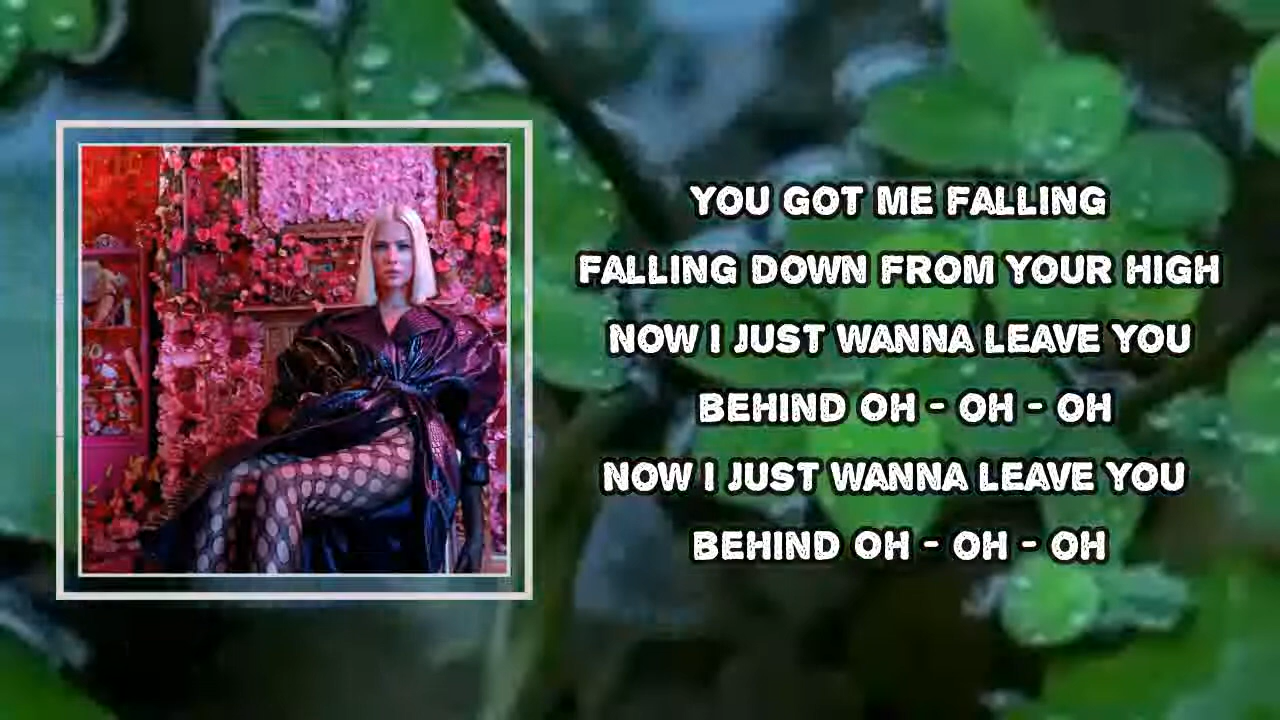 YOU GOT ME FALLING
FALLING DOWN FROM YOUR HIGH
NOW I JUST WANNA LEAVE YOU
BEHIND OH - OH - OH
NOW I JUST WANNA LEAVE YOU
BEHIND OH - OH - OH